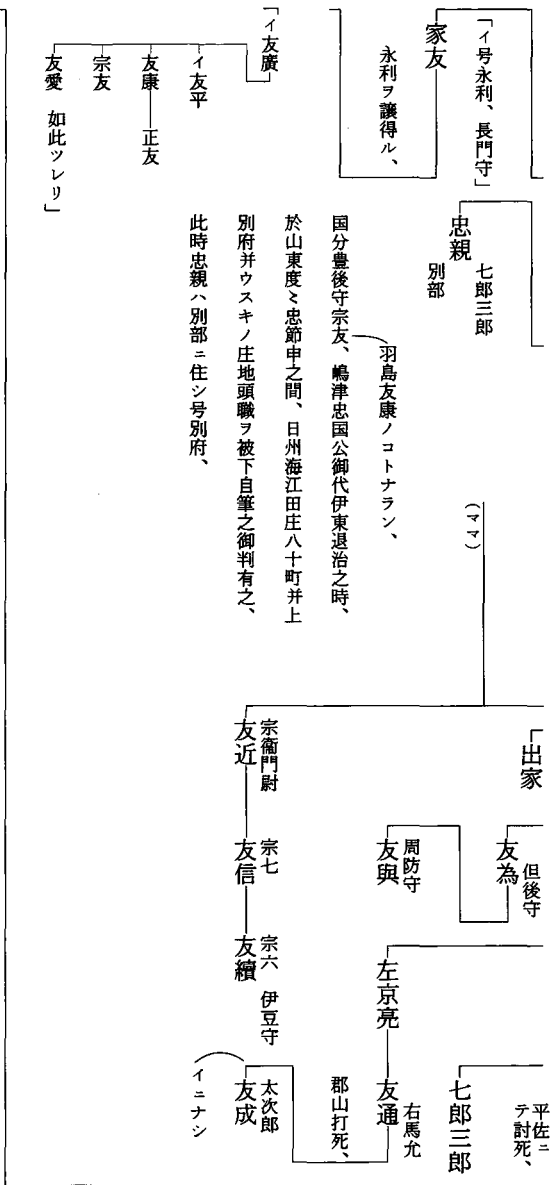 「イ号永利、長門守」
家友
永利ヲ譲得ル、
「イ友廣
イ友平
友康
正友
宗友
友愛 如此ツレリ」
七郎三郎
忠親
別部
羽島友康ノコトナラン、
国分豊後守宗友、嶋津忠国公御代伊東退治之時、
於山東度〻忠節申之間、日州海江田庄八十町并上
別府并ウスキノ庄地頭職ヲ被下自筆之御判有之、
此時忠親ハ別部ニ住シ号別府、
(ママ)
「出家
但後守
友為
周防守
友與
宗衞門尉
友近
宗七
友信
宗六 伊豆守
友續
平佐ニ
テ討死、
七郎三郎
左京亮
右馬允
友通
郡山打死、
太次郎
友成
イニナシ